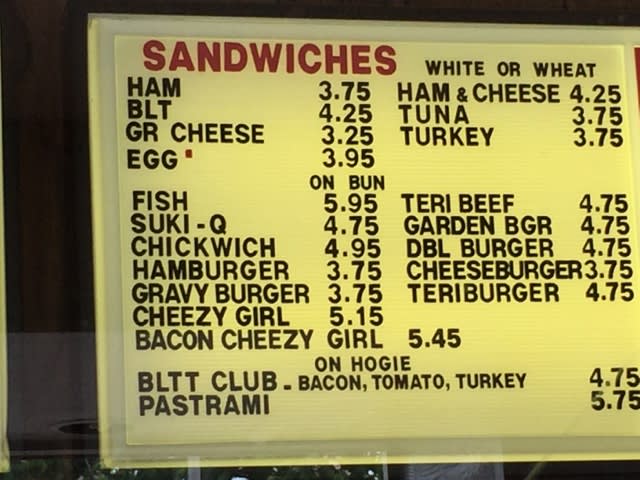 SANDWICHES WHITE OR WHEAT
HAM 3.75 HAM & CHEESE 4.25
BLT 4.25 TUNA 3.75
GR CHEESE 3.25 TURKEY 3.75
EGG 3.95
ON BUN
FISH 5.95 TERI BEEF 4.75
SUKI-Q 4.75 GARDEN BGR 4.75
CHICKWICH 4.95 DBL BURGER 4.75
HAMBURGER 3.75 CHEESEBURGER 3.75
GRAVY BURGER 3.75 TERIBURGER 4.75
CHEEZY GIRL 5.15
BACON CHEEZY GIRL 5.45
ON HOGIE
BLTT CLUB - BACON, TOMATO, TURKEY 4.75
PASTRAMI 5.75